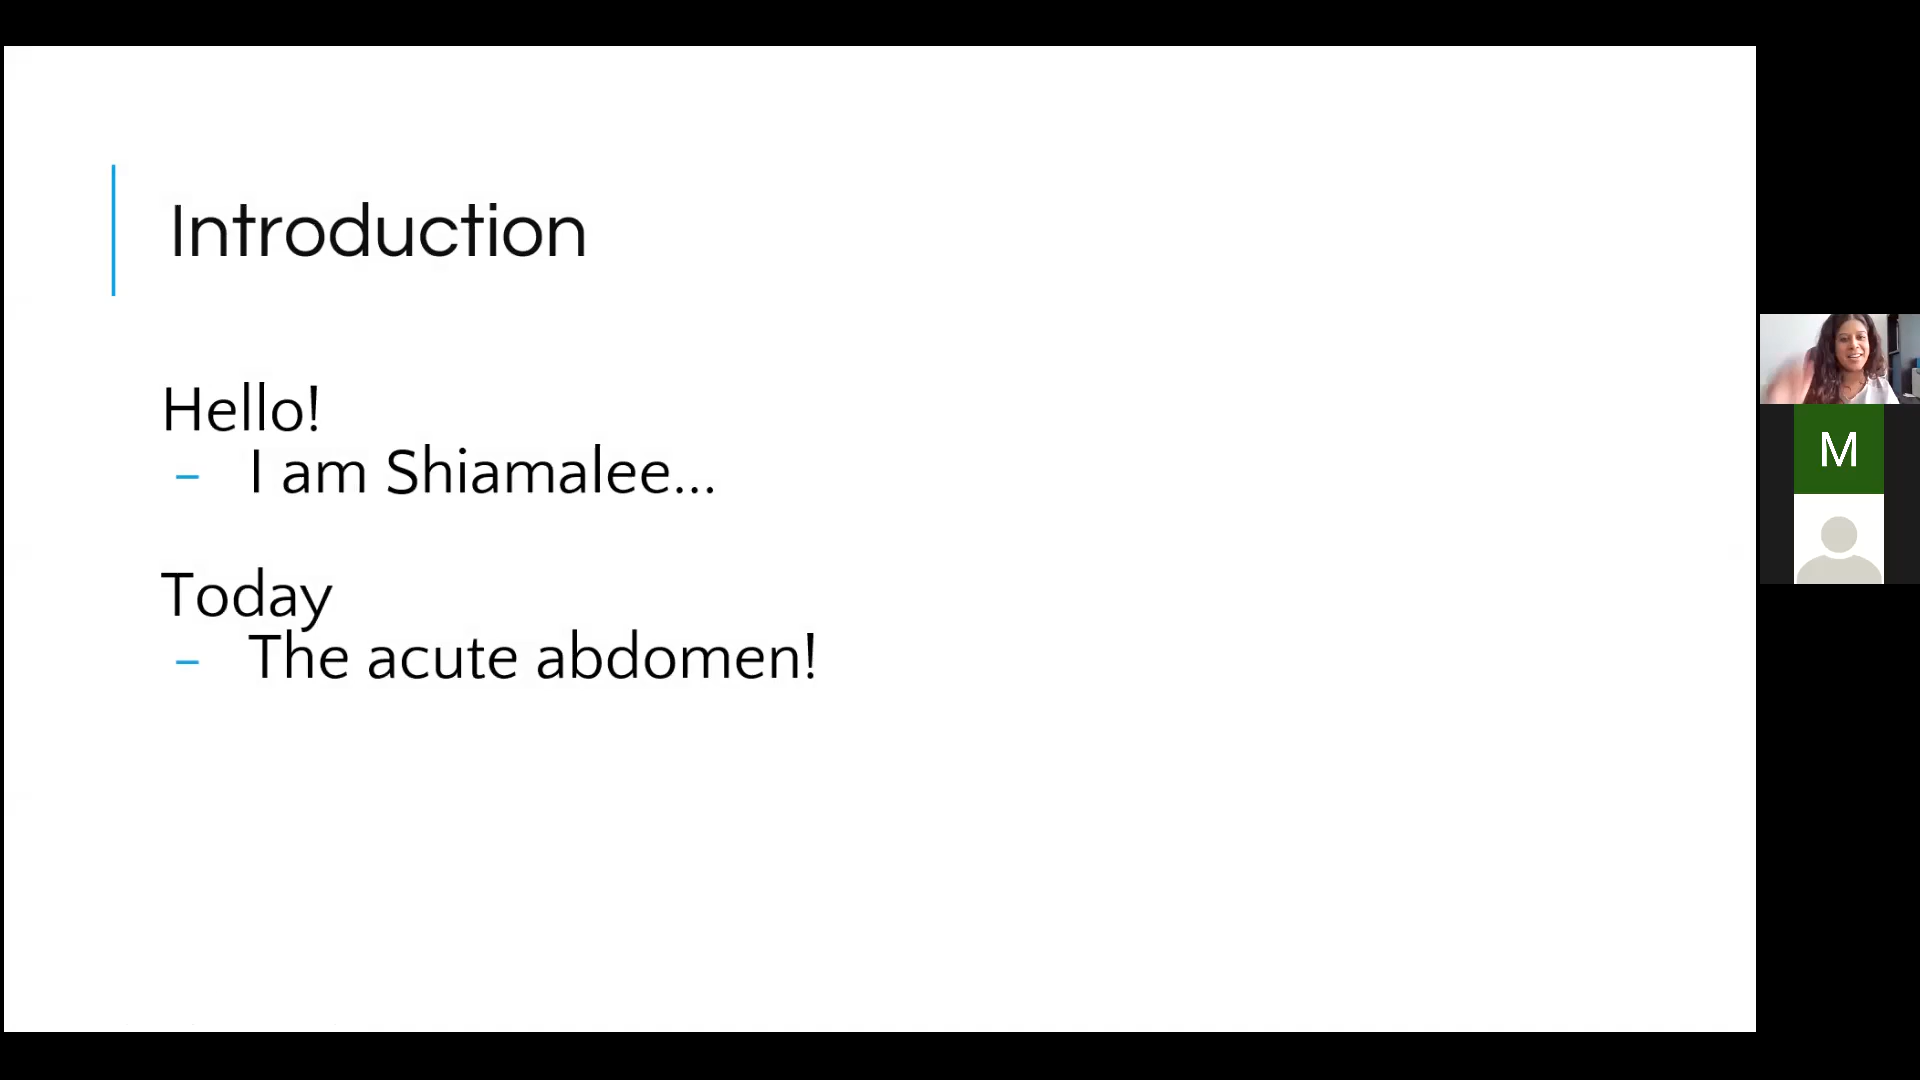 Introduction
Hello!
- I am Shiamalee...
Today
- The acute abdomen!
M